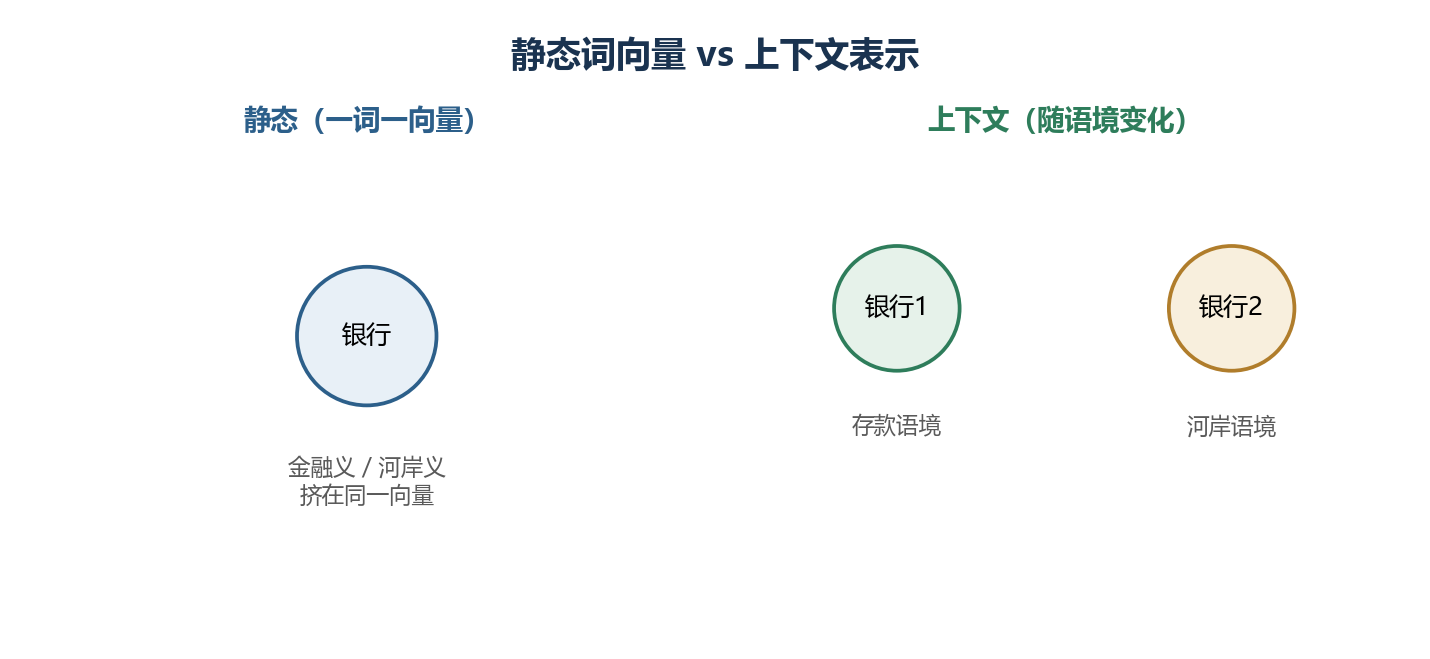 静态词向量 vs 上下文表示
静态（一词一向量）
上下文（随语境变化）
银行
金融义 / 河岸义
挤在同一向量
银行1
存款语境
银行2
河岸语境